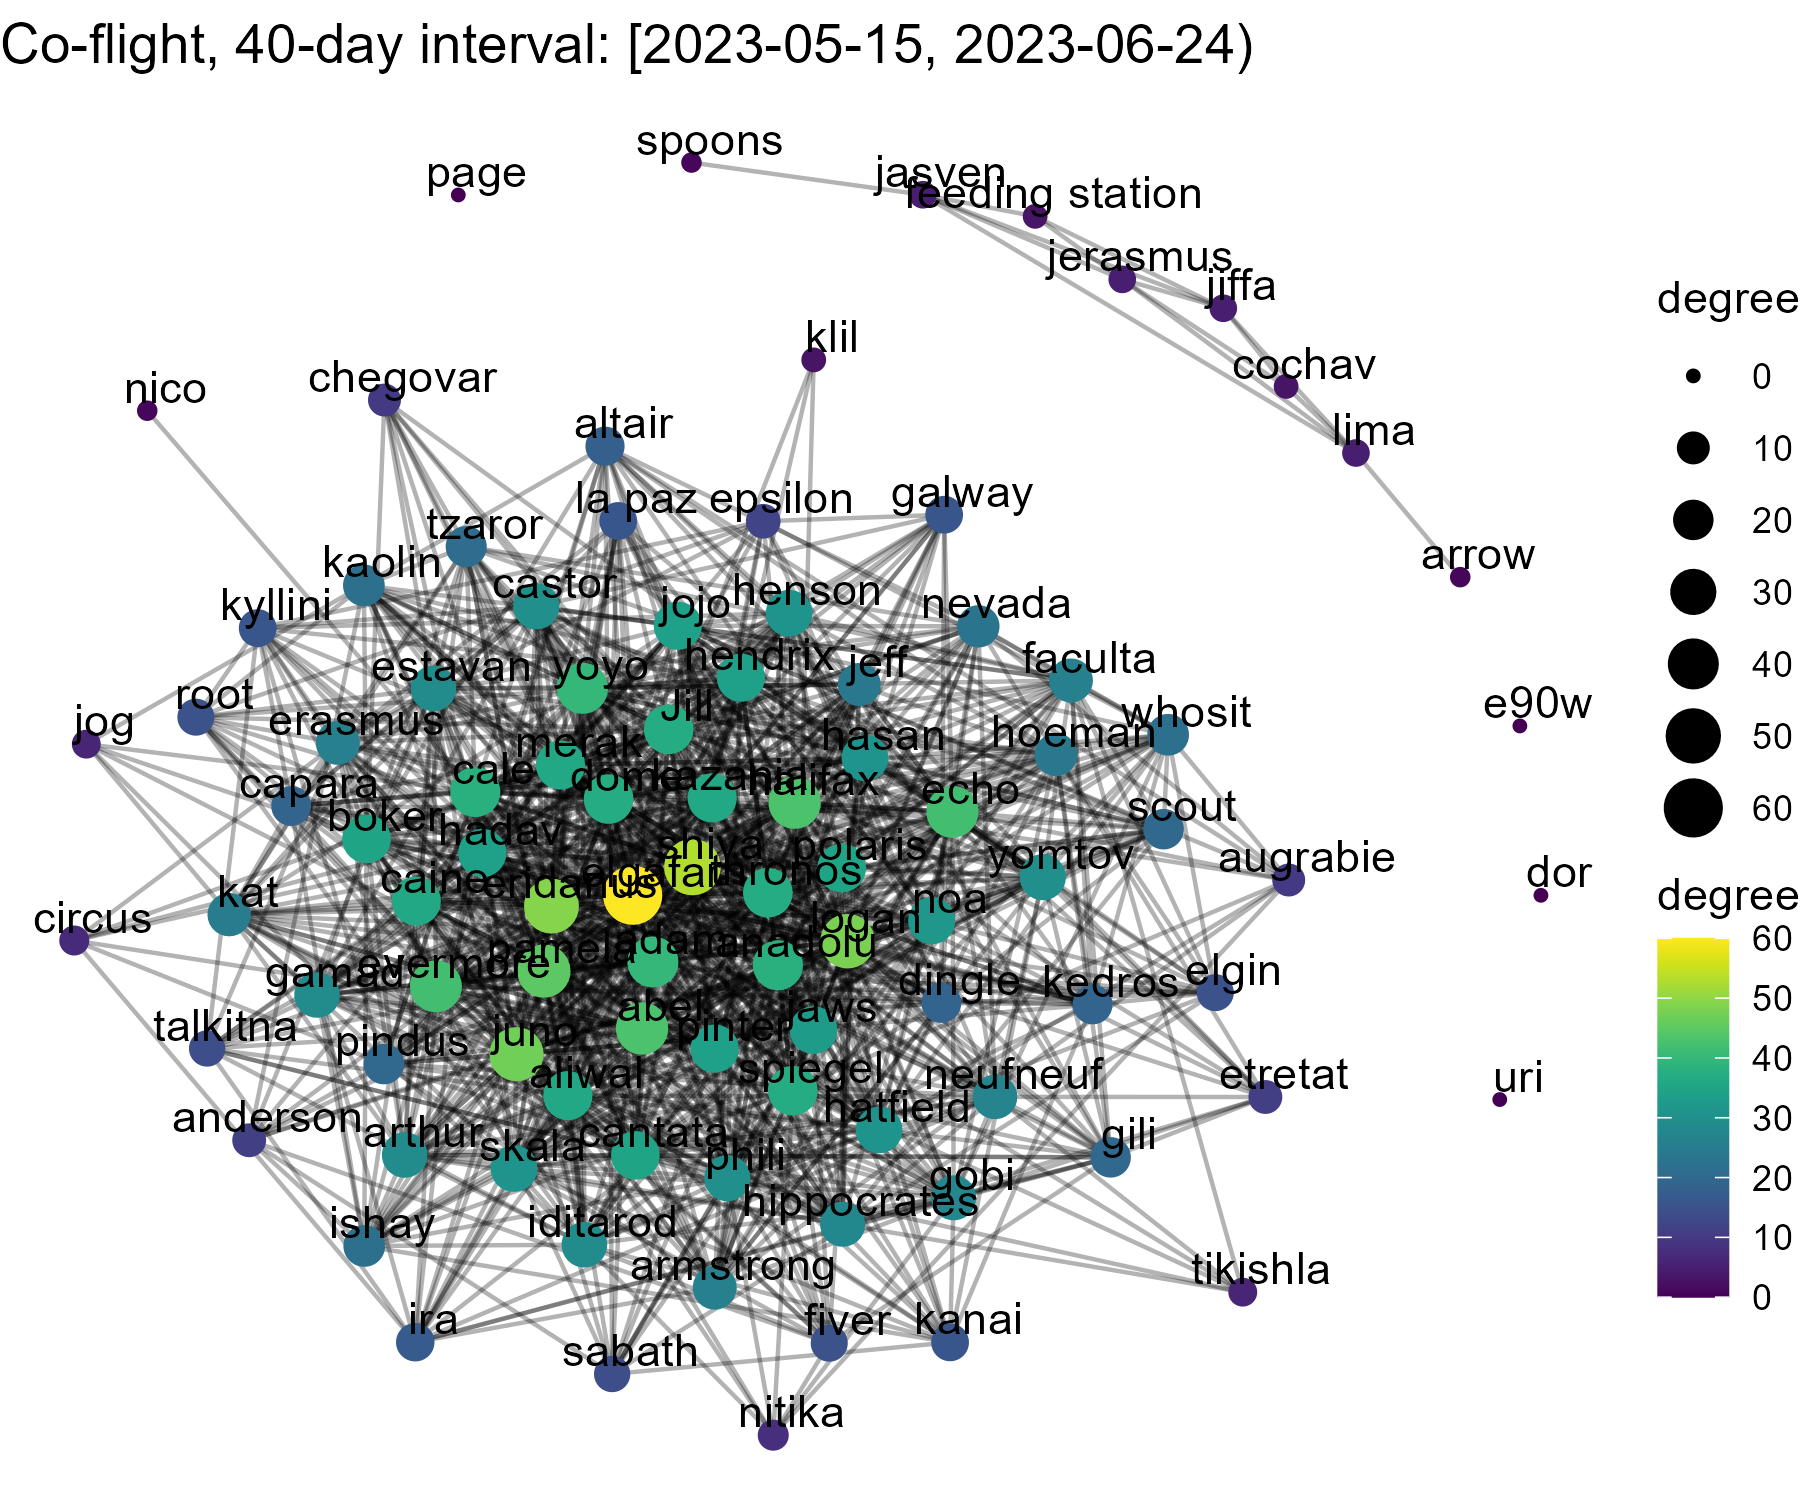 Co-flight, 40-day interval: [2023-05-15, 2023-06-24)
spoons
page
jasven
feeding station
jerasmus
jiffa
klil
cochav
nico
chegovar
lima
altair
la paz
epsilon
galway
tzaror
arrow
kaolin
castor
jojo
henson
nevada
kyllini
estavan
yoyo
hendrix
jeff
faculta
root
Jill
e90w
jog
erasmus
merak
hasan
hoeman
whosit
cale
dome
kazahia
halifax
echo
capara
boker
hadav
shiva
polaris
scout
yomtov
augrabie
dor
caine
endamus
thronos
kat
noa
circus
logan
pamela
adam
anadolu
gamad
evermore
dingle
kedros
elgin
talkitna
pindus
juno
abel
pinter
jaws
aliwal
spiegel
neufneuf
etretat
uri
anderson
arthur
skala
cantata
hatfield
phili
gili
gobi
hippocrates
ishay
iditarod
armstrong
tikishla
ira
fiver
kanai
sabath
nitika
degree
0
10
20
30
40
50
60
degree
60
50
40
30
20
10
0